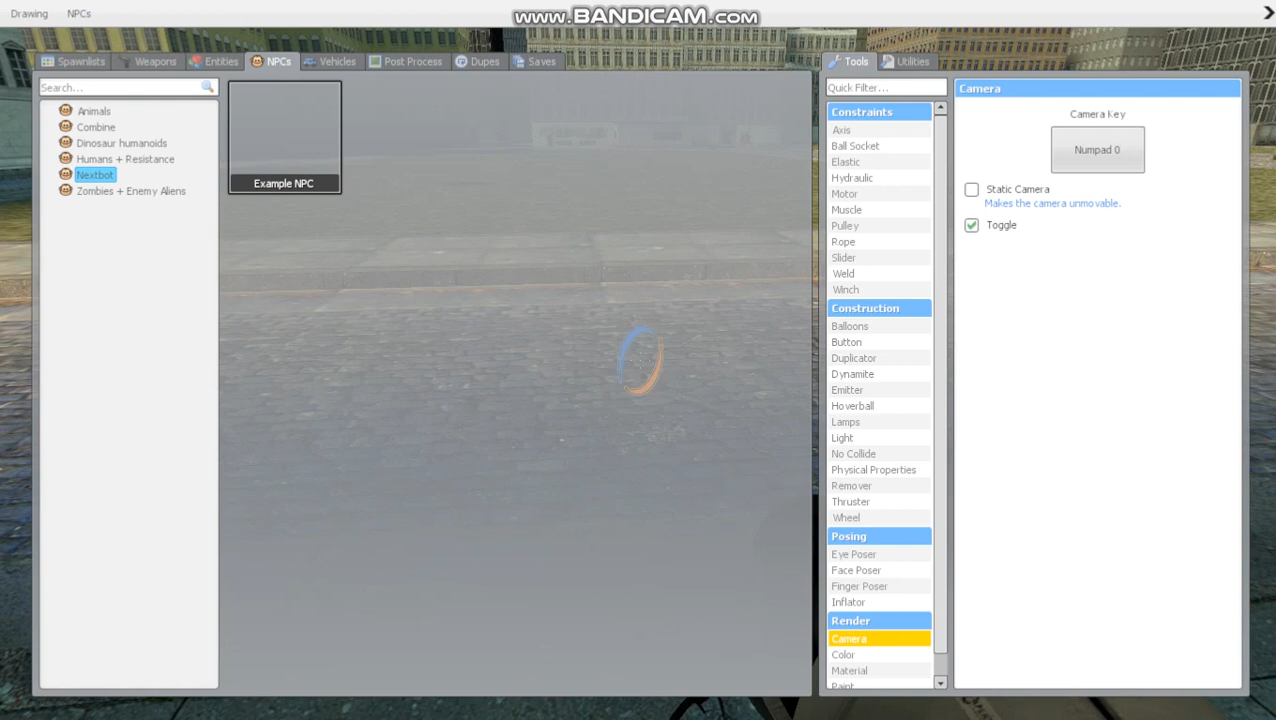 Drawing NPCs
www.BANDICAM.com
Spawnlists Weapons Entities NPCs Vehicles Post Process Dupes Saves
Search...
Animals
Combine
Dinosaur humanoids
Humans + Resistance
Nextbot
Zombies + Enemy Aliens
Example NPC
Tools Utilities
Quick Filter...
Constraints
Axis
Ball Socket
Elastic
Hydraulic
Motor
Muscle
Pulley
Rope
Slider
Weld
Winch
Construction
Balloons
Button
Duplicator
Dynamite
Emitter
Hoverball
Lamps
Light
No Collide
Physical Properties
Remover
Thruster
Wheel
Posing
Eye Poser
Face Poser
Finger Poser
Inflator
Render
Camera
Color
Material
Paint
Camera
Camera Key
Numpad 0
Static Camera
Makes the camera unmovable.
Toggle